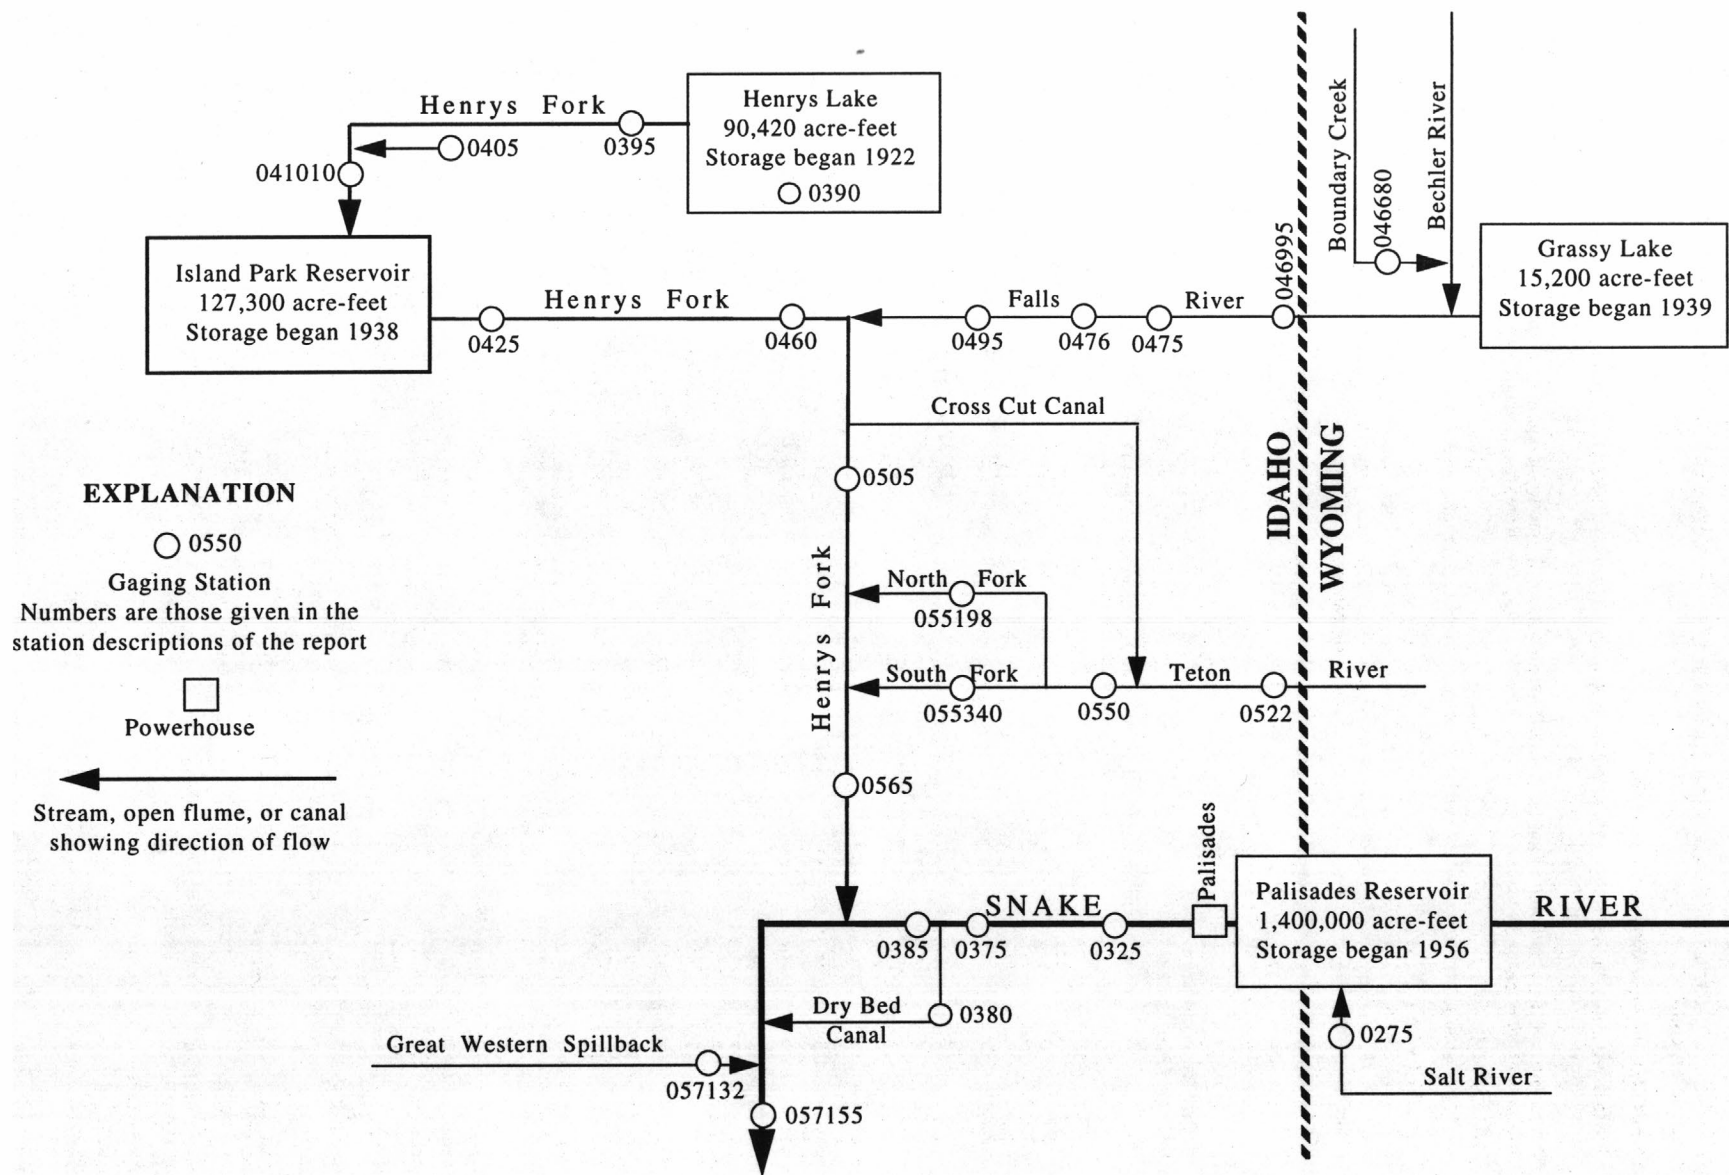 Henrys Fork
0405
0395
041010
Henrys Lake
90,420 acre-feet
Storage began 1922
0390
Boundary Creek
046680
Bechler River
Island Park Reservoir
127,300 acre-feet
Storage began 1938
Henrys Fork
0425
0460
Falls River
0495
0476
0475
046995
Grassy Lake
15,200 acre-feet
Storage began 1939
Cross Cut Canal
0505
IDAHO
WYOMING
EXPLANATION
0550
Gaging Station
Numbers are those given in the
station descriptions of the report
Powerhouse
Stream, open flume, or canal
showing direction of flow
Henrys Fork
North Fork
055198
South Fork
055340
0550
Teton River
0522
0565
Palisades
SNAKE RIVER
0385
0375
0325
Palisades Reservoir
1,400,000 acre-feet
Storage began 1956
Dry Bed
Canal
0380
0275
Salt River
Great Western Spillback
057132
057155